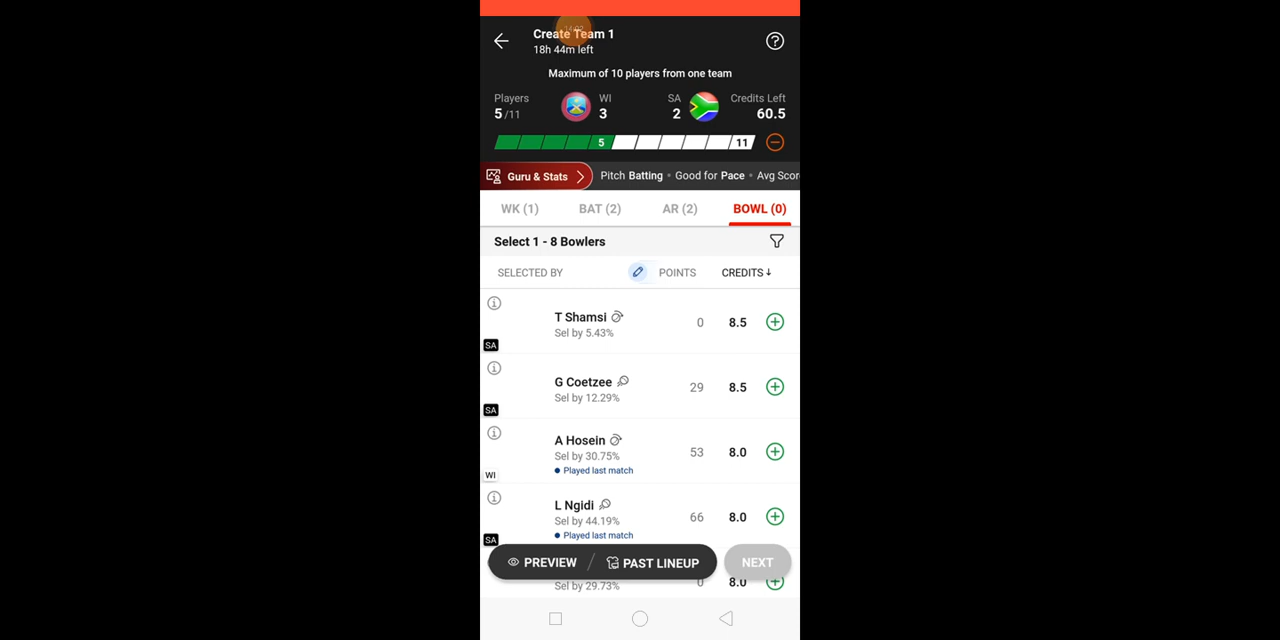 Create Team 1
18h 44m left
Maximum of 10 players from one team
Players WI SA Credits Left
5/11 3 2 60.5
5 11
Guru & Stats Pitch Batting • Good for Pace • Avg Scor
WK (1) BAT (2) AR (2) BOWL (0)
Select 1 - 8 Bowlers
SELECTED BY POINTS CREDITS↓
T Shamsi 0 8.5
Sel by 5.43%
SA
G Coetzee 29 8.5
Sel by 12.29%
SA
A Hosein 53 8.0
Sel by 30.75%
Played last match
WI
L Ngidi 66 8.0
Sel by 44.19%
Played last match
SA
PREVIEW / PAST LINEUP NEXT
Sel by 29.73% 0 8.0